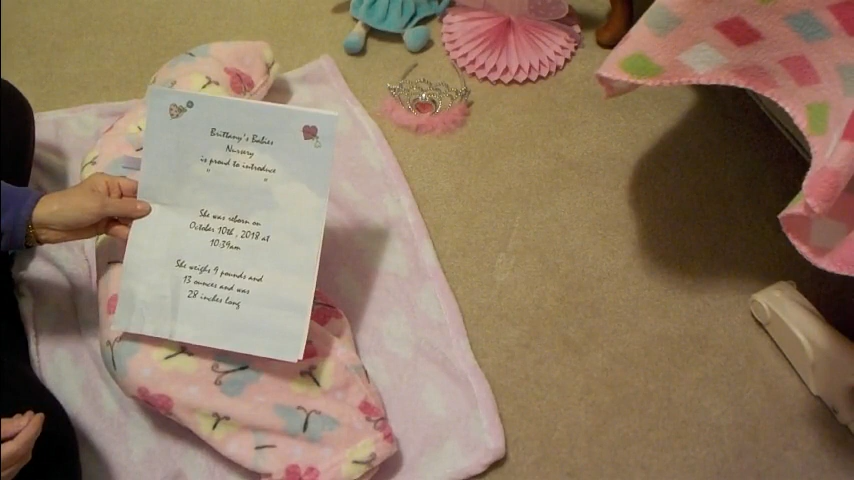 Brittany's Babies
Nursery
is proud to introduce
" "
She was reborn on
October 10th, 2018 at
10:39am
She weighs 9 pounds and
13 ounces and was
28 inches long